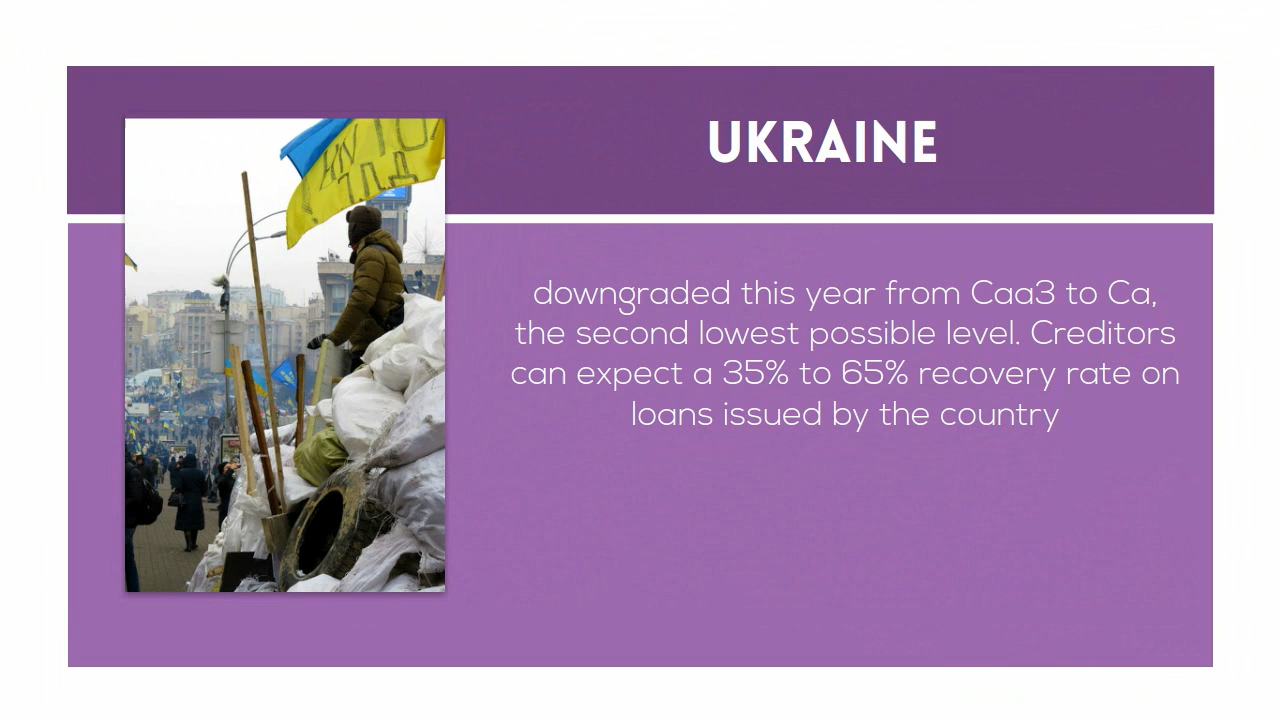 UKRAINE
downgraded this year from Caa3 to Ca,
the second lowest possible level. Creditors
can expect a 35% to 65% recovery rate on
loans issued by the country